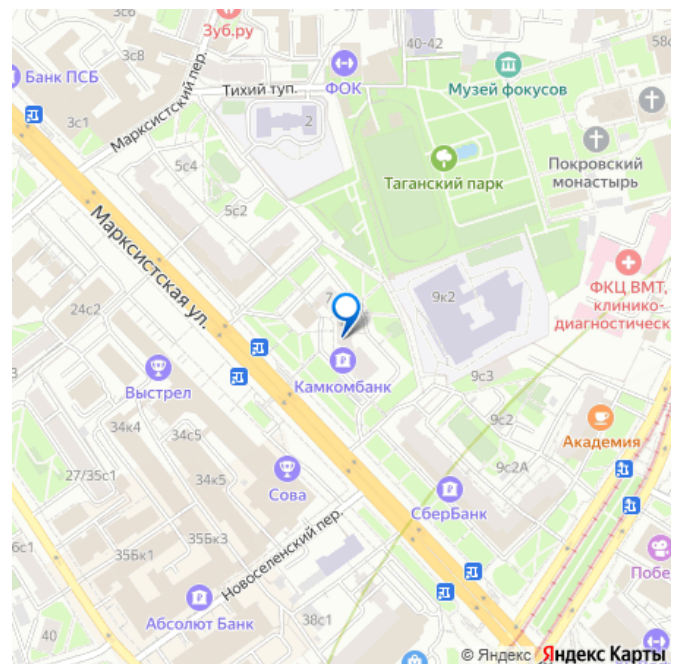 Зуб.ру
3с6
3с8
40-42
58с
Банк ПСБ
Марксистский пер.
Тихий туп.
ФОК
Музей фокусов
3с1
2
Покровский
монастырь
5с4
Таганский парк
5с2
Марксистская ул.
ФКЦ ВМТ,
клинико-
диагностическ
7
9к2
24с2
Выстрел
Камкомбанк
9с3
9с2
Академия
34к4
34с5
9с2А
27/35с1
34к5
Сова
СберБанк
6с1
35Бк3
35Бк1
Новоселенский пер.
Побе
Абсолют Банк
38с1
40
© Яндекс Яндекс Карты